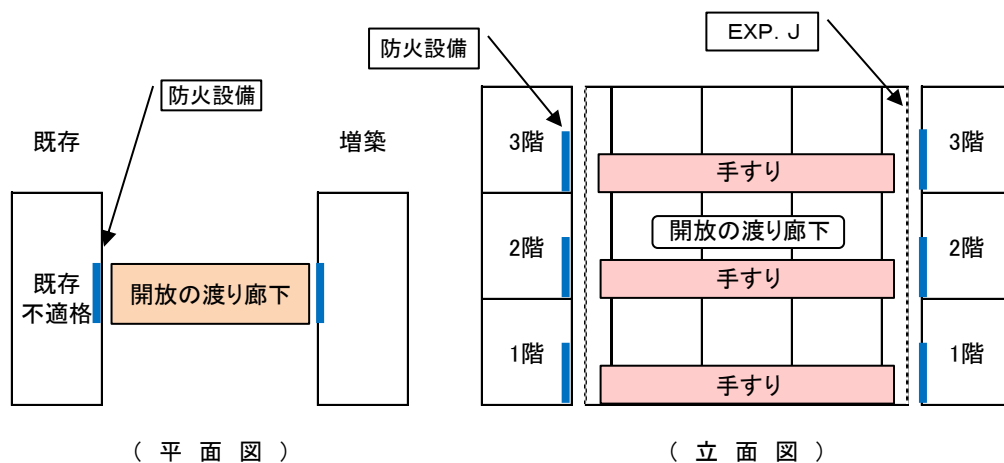 防火設備
既存
増築
既存
不適格
開放の渡り廊下
( 平 面 図 )
防火設備
EXP. J
3階
2階
1階
手すり
開放の渡り廊下
手すり
手すり
3階
2階
1階
( 立 面 図 )